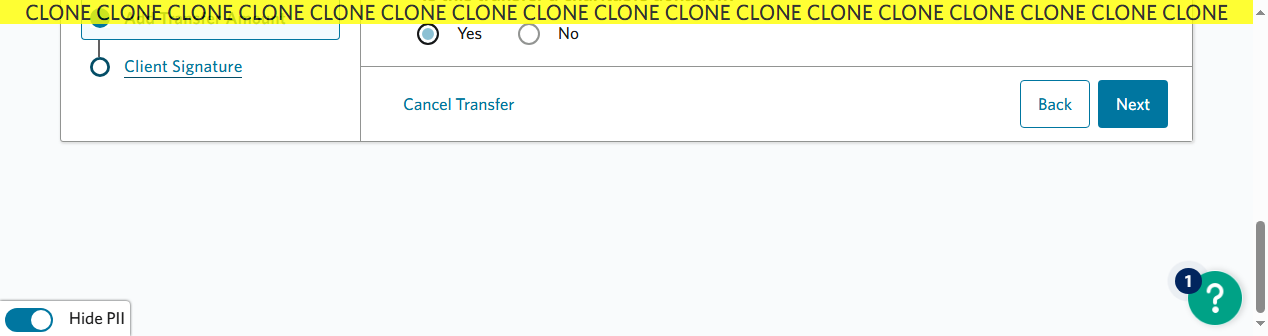 CLONE CLONE CLONE CLONE CLONE CLONE CLONE CLONE CLONE CLONE CLONE CLONE CLONE CLONE CLONE CLONE CLONE
Yes
No
Client Signature
Cancel Transfer
Back
Next
1
?
Hide PII